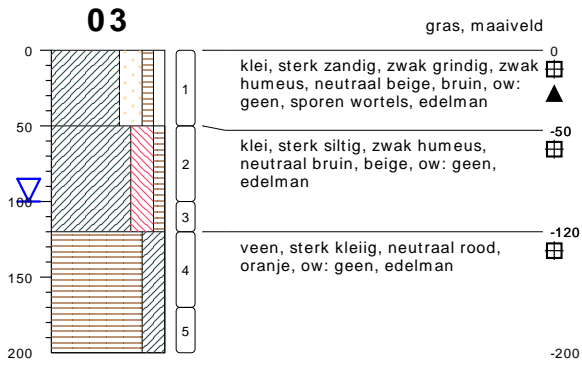 03
gras, maaiveld
0
50
100
150
200
1
2
3
4
5
klei, sterk zandig, zwak grindig, zwak
humeus, neutraal beige, bruin, ow:
geen, sporen wortels, edelman
klei, sterk siltig, zwak humeus,
neutraal bruin, beige, ow: geen,
edelman
veen, sterk kleiig, neutraal rood,
oranje, ow: geen, edelman
0
-50
-120
-200